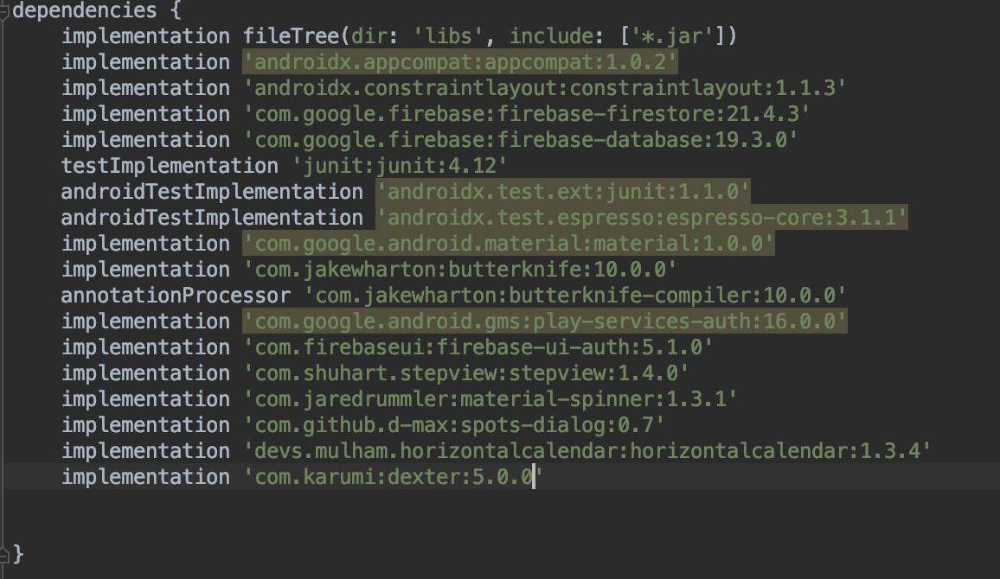 dependencies {
    implementation fileTree(dir: 'libs', include: ['*.jar'])
    implementation 'androidx.appcompat:appcompat:1.0.2'
    implementation 'androidx.constraintlayout:constraintlayout:1.1.3'
    implementation 'com.google.firebase:firebase-firestore:21.4.3'
    implementation 'com.google.firebase:firebase-database:19.3.0'
    testImplementation 'junit:junit:4.12'
    androidTestImplementation 'androidx.test.ext:junit:1.1.0'
    androidTestImplementation 'androidx.test.espresso:espresso-core:3.1.1'
    implementation 'com.google.android.material:material:1.0.0'
    implementation 'com.jakewharton:butterknife:10.0.0'
    annotationProcessor 'com.jakewharton:butterknife-compiler:10.0.0'
    implementation 'com.google.android.gms:play-services-auth:16.0.0'
    implementation 'com.firebaseui:firebase-ui-auth:5.1.0'
    implementation 'com.shuhart.stepview:stepview:1.4.0'
    implementation 'com.jaredrummler:material-spinner:1.3.1'
    implementation 'com.github.d-max:spots-dialog:0.7'
    implementation 'devs.mulham.horizontalcalendar:horizontalcalendar:1.3.4'
    implementation 'com.karumi:dexter:5.0.0'
}